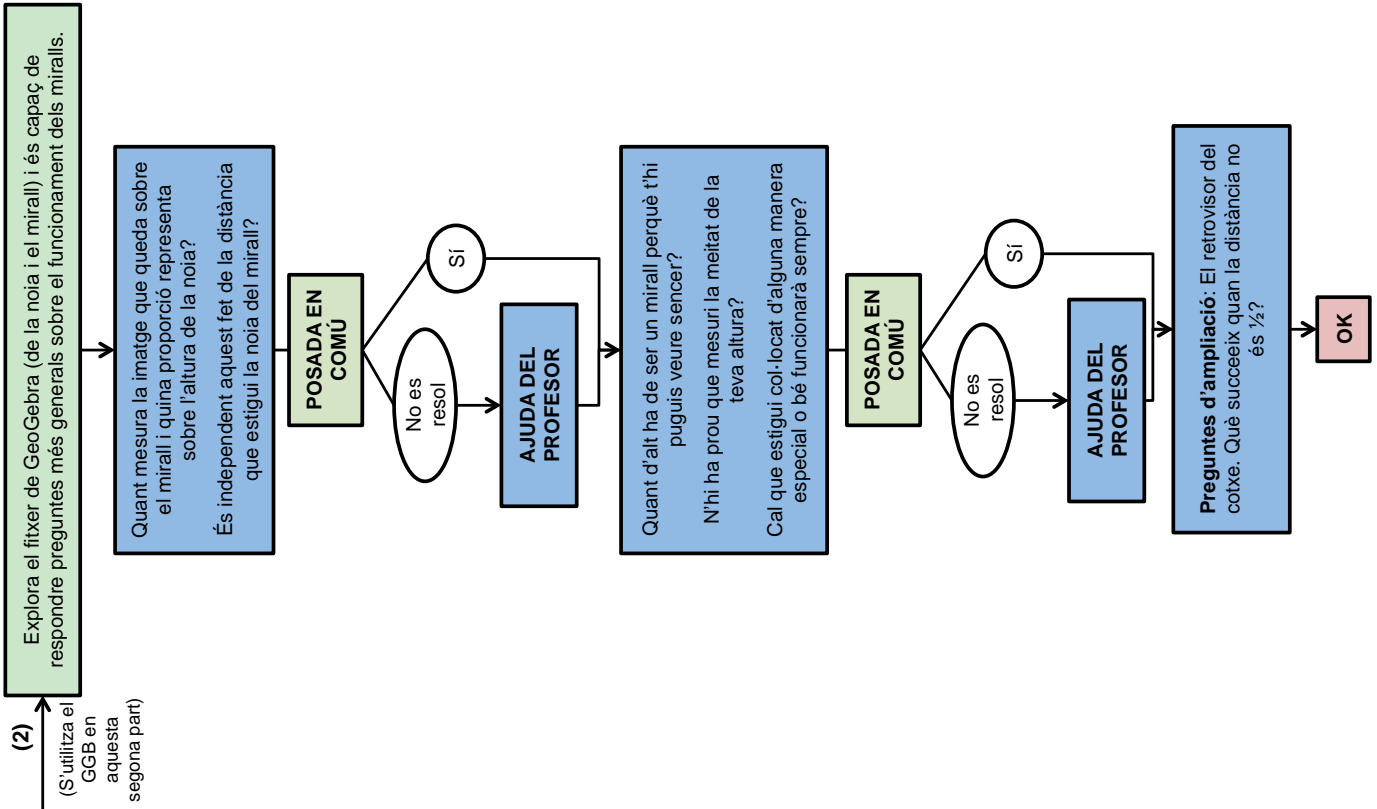 (2)
(S'utilitza el
GGB en
aquesta
segona part)
Explora el fitxer de GeoGebra (de la noia i el mirall) i és capaç de
respondre preguntes més generals sobre el funcionament dels miralls.
Quant mesura la imatge que queda sobre
el mirall i quina proporció representa
sobre l'altura de la noia?
És independent aquest fet de la distància
que estigui la noia del mirall?
POSADA EN
COMÚ
No es
resol
Sí
AJUDA DEL
PROFESOR
Quant d'alt ha de ser un mirall perquè t'hi
puguis veure sencer?
N'hi ha prou que mesuri la meitat de la
teva altura?
Cal que estigui col·locat d'alguna manera
especial o bé funcionarà sempre?
POSADA EN
COMÚ
No es
resol
Sí
AJUDA DEL
PROFESOR
Preguntes d'ampliació: El retrovisor del
cotxe. Què succeeix quan la distància no
és ½?
OK